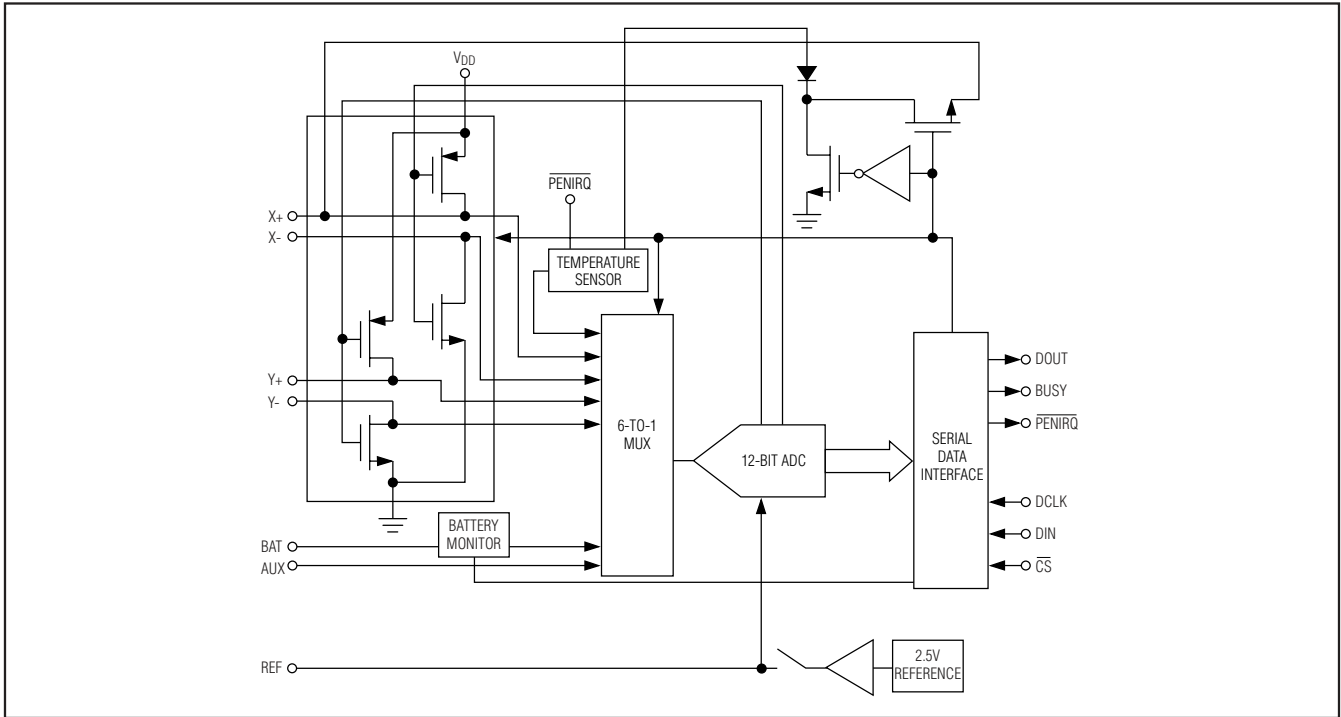 VDD
PENIRQ
X+
X-
TEMPERATURE
SENSOR
Y+
Y-
6-TO-1
MUX
12-BIT ADC
SERIAL
DATA
INTERFACE
DOUT
BUSY
PENIRQ
DCLK
DIN
CS
BATTERY
MONITOR
BAT
AUX
REF
2.5V
REFERENCE